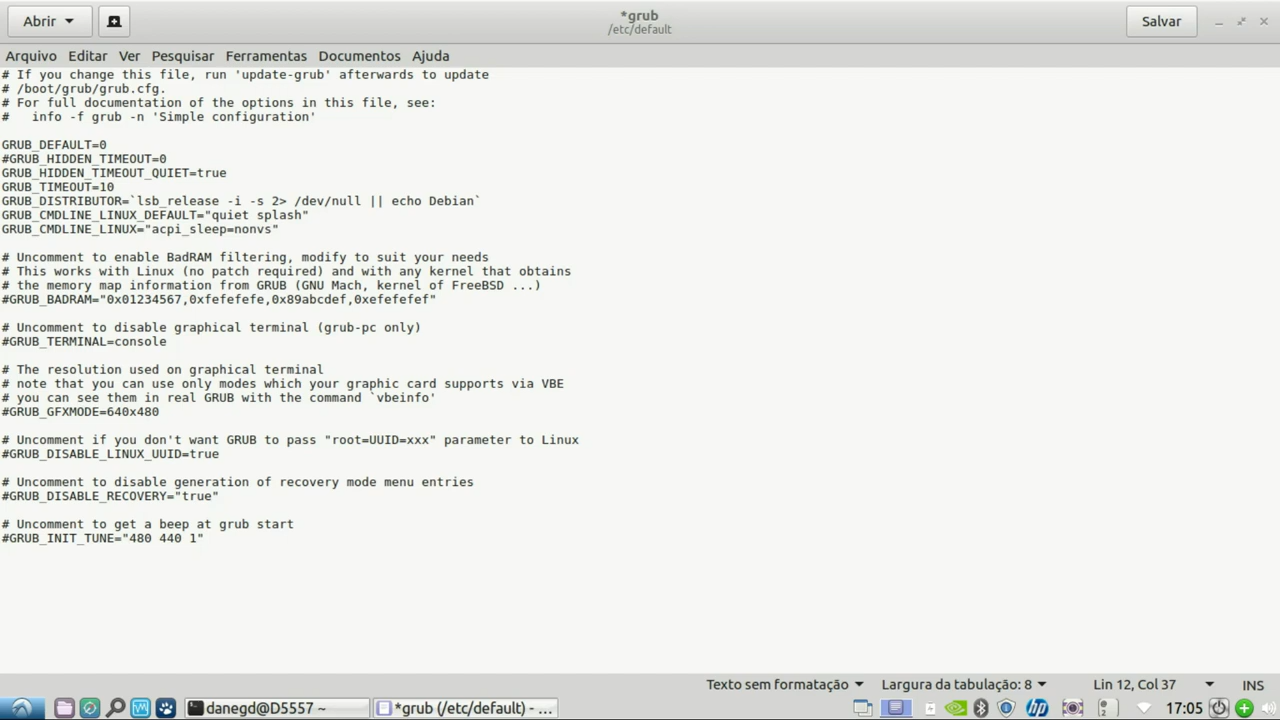 Abrir
*grub
/etc/default
Salvar
Arquivo Editar Ver Pesquisar Ferramentas Documentos Ajuda
# If you change this file, run 'update-grub' afterwards to update
# /boot/grub/grub.cfg.
# For full documentation of the options in this file, see:
#   info -f grub -n 'Simple configuration'
GRUB_DEFAULT=0
#GRUB_HIDDEN_TIMEOUT=0
GRUB_HIDDEN_TIMEOUT_QUIET=true
GRUB_TIMEOUT=10
GRUB_DISTRIBUTOR=`lsb_release -i -s 2> /dev/null || echo Debian`
GRUB_CMDLINE_LINUX_DEFAULT="quiet splash"
GRUB_CMDLINE_LINUX="acpi_sleep=nonvs"
# Uncomment to enable BadRAM filtering, modify to suit your needs
# This works with Linux (no patch required) and with any kernel that obtains
# the memory map information from GRUB (GNU Mach, kernel of FreeBSD ...)
#GRUB_BADRAM="0x01234567,0xfefefefe,0x89abcdef,0xefefefef"
# Uncomment to disable graphical terminal (grub-pc only)
#GRUB_TERMINAL=console
# The resolution used on graphical terminal
# note that you can use only modes which your graphic card supports via VBE
# you can see them in real GRUB with the command `vbeinfo'
#GRUB_GFXMODE=640x480
# Uncomment if you don't want GRUB to pass "root=UUID=xxx" parameter to Linux
#GRUB_DISABLE_LINUX_UUID=true
# Uncomment to disable generation of recovery mode menu entries
#GRUB_DISABLE_RECOVERY="true"
# Uncomment to get a beep at grub start
#GRUB_INIT_TUNE="480 440 1"
Texto sem formatação Largura da tabulação: 8 Lin 12, Col 37 INS
danegd@D5557 ~ *grub (/etc/default) - ... hp 17:05